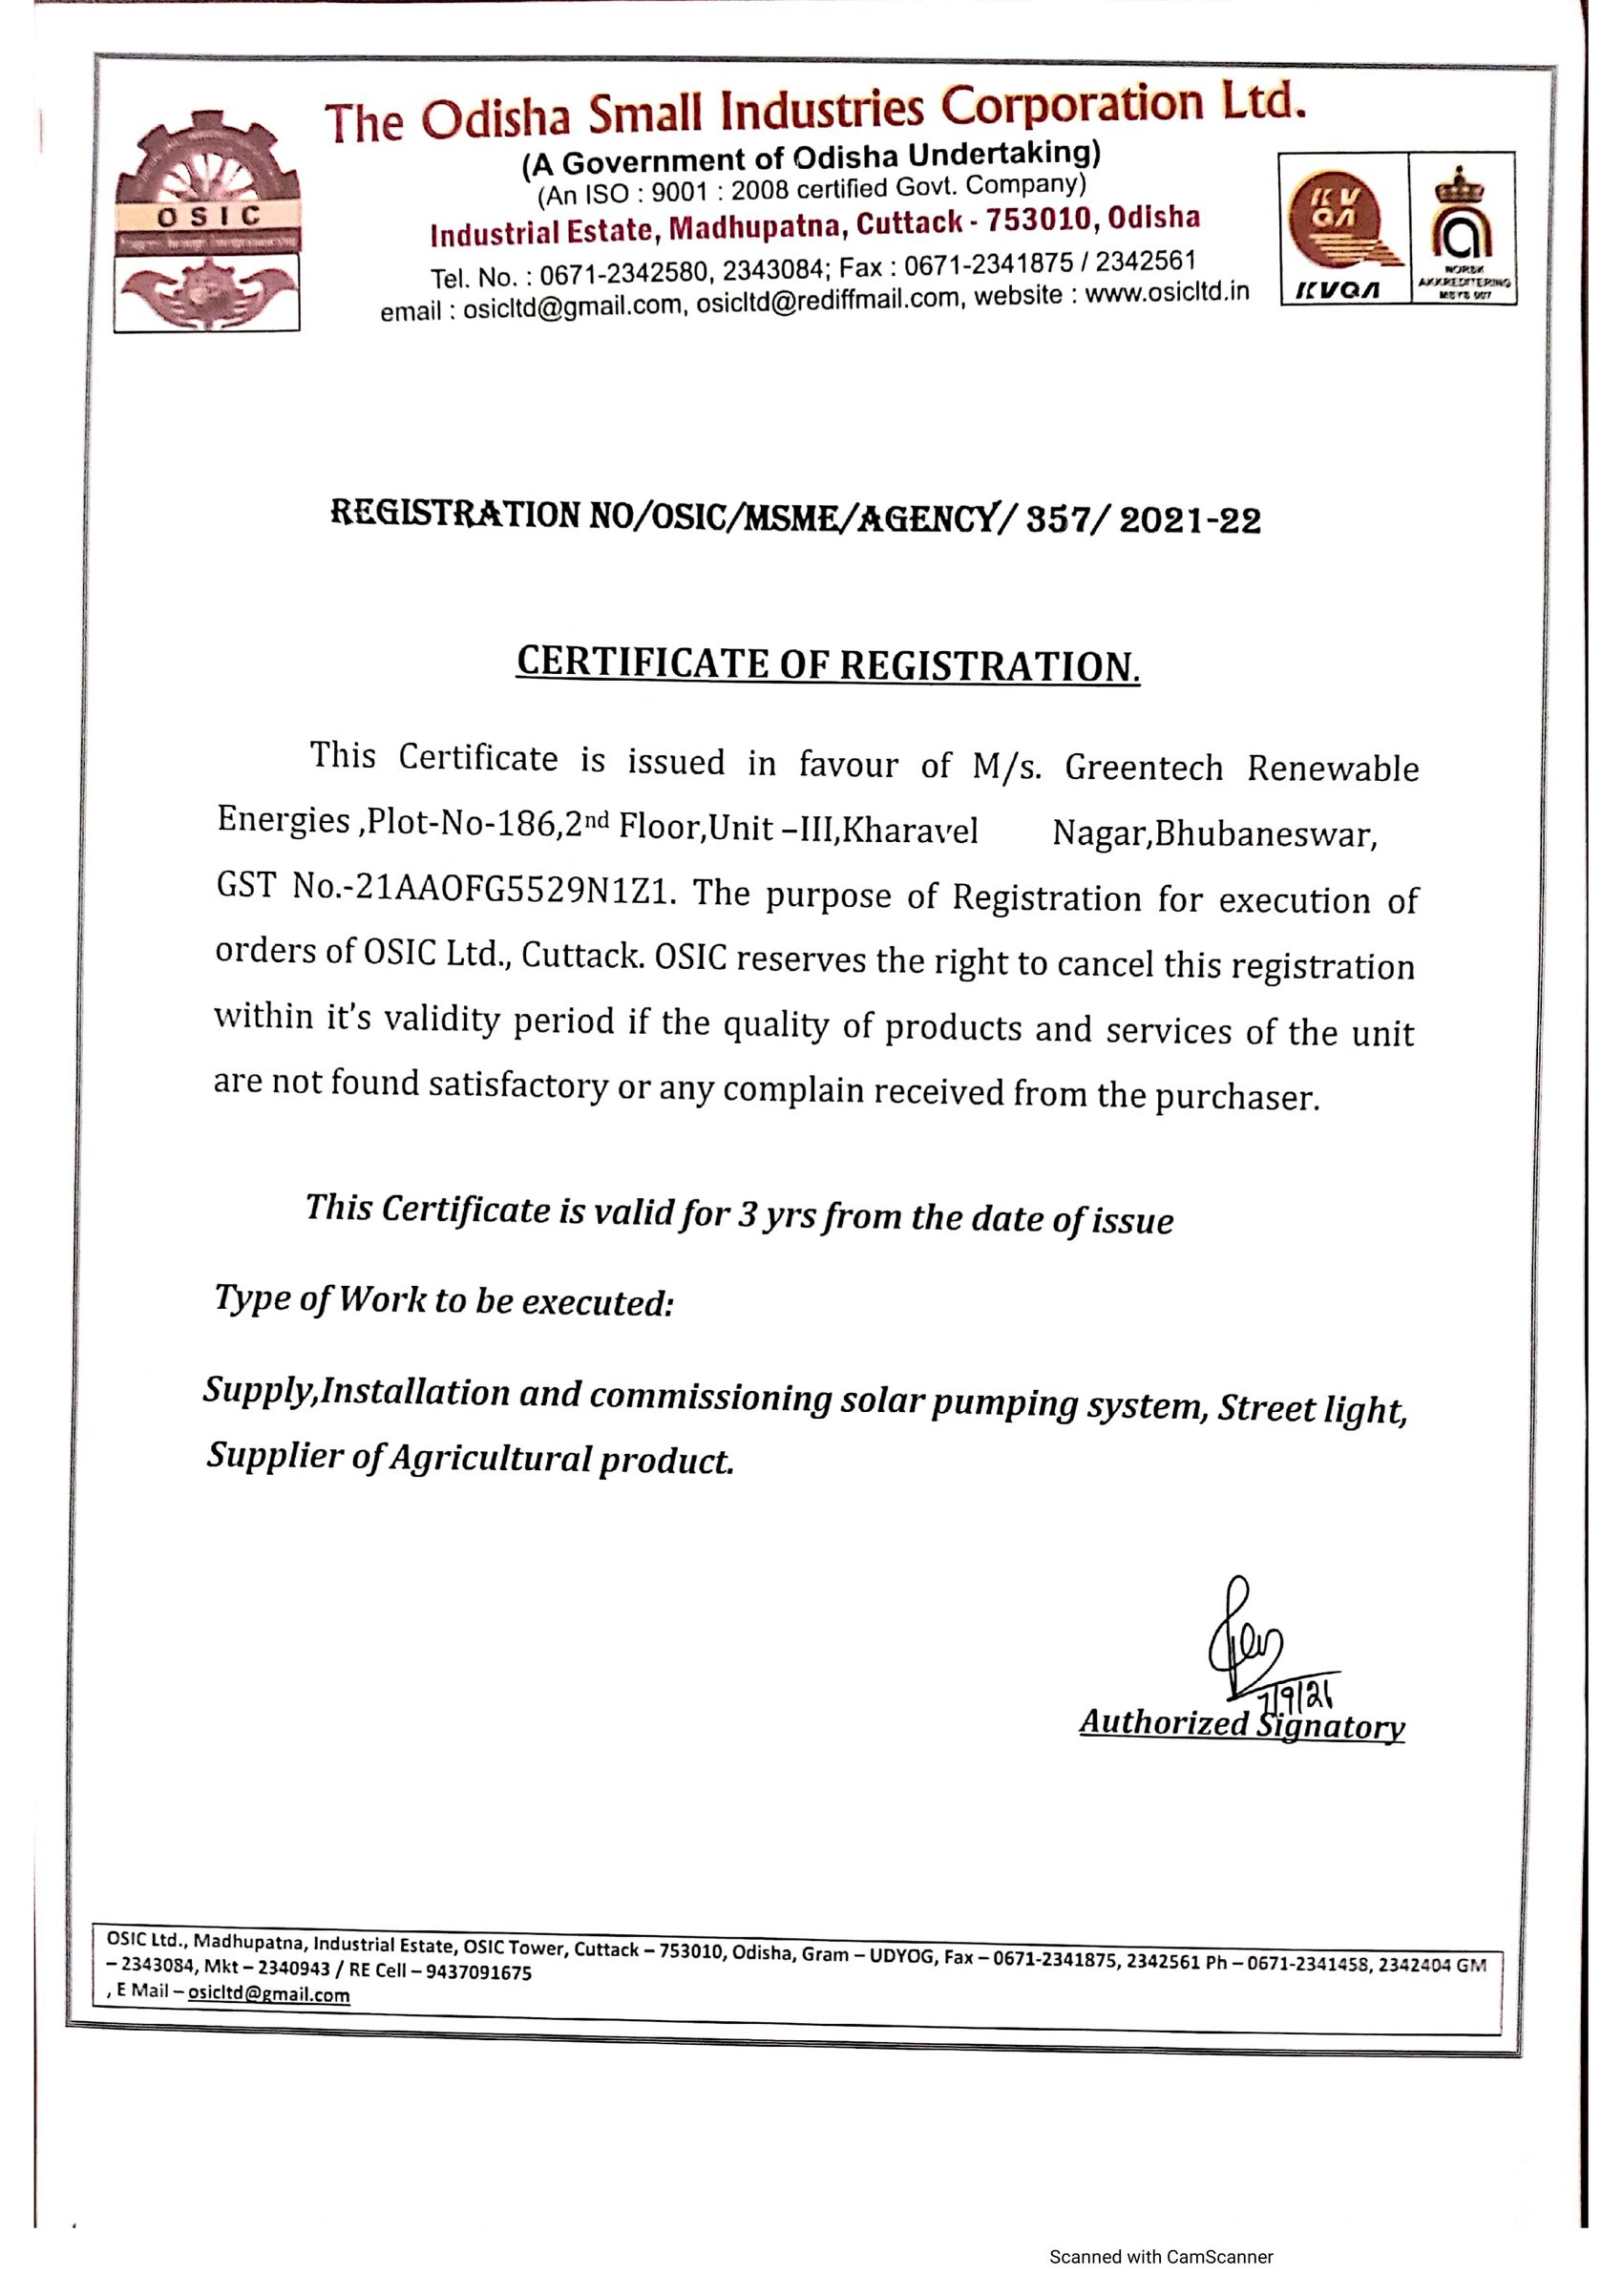 The Odisha Small Industries Corporation Ltd.
(A Government of Odisha Undertaking)
(An ISO : 9001 : 2008 certified Govt. Company)
Industrial Estate, Madhupatna, Cuttack - 753010, Odisha
Tel. No. : 0671-2342580, 2343084; Fax : 0671-2341875 / 2342561
email : osicltd@gmail.com, osicltd@rediffmail.com, website : www.osicltd.in
OSIC
KVQA
KVQA
NORSK
AKKREDITERING
MSYS 007
REGISTRATION NO/OSIC/MSME/AGENCY/ 357/ 2021-22
CERTIFICATE OF REGISTRATION.
This Certificate is issued in favour of M/s. Greentech Renewable
Energies ,Plot-No-186,2nd Floor,Unit –III,Kharavel Nagar,Bhubaneswar,
GST No.-21AAOFG5529N1Z1. The purpose of Registration for execution of
orders of OSIC Ltd., Cuttack. OSIC reserves the right to cancel this registration
within it's validity period if the quality of products and services of the unit
are not found satisfactory or any complain received from the purchaser.
This Certificate is valid for 3 yrs from the date of issue
Type of Work to be executed:
Supply,Installation and commissioning solar pumping system, Street light,
Supplier of Agricultural product.
7/9/21
Authorized Signatory
OSIC Ltd., Madhupatna, Industrial Estate, OSIC Tower, Cuttack – 753010, Odisha, Gram – UDYOG, Fax – 0671-2341875, 2342561 Ph – 0671-2341458, 2342404 GM
– 2343084, Mkt – 2340943 / RE Cell – 9437091675
, E Mail – osicltd@gmail.com
Scanned with CamScanner